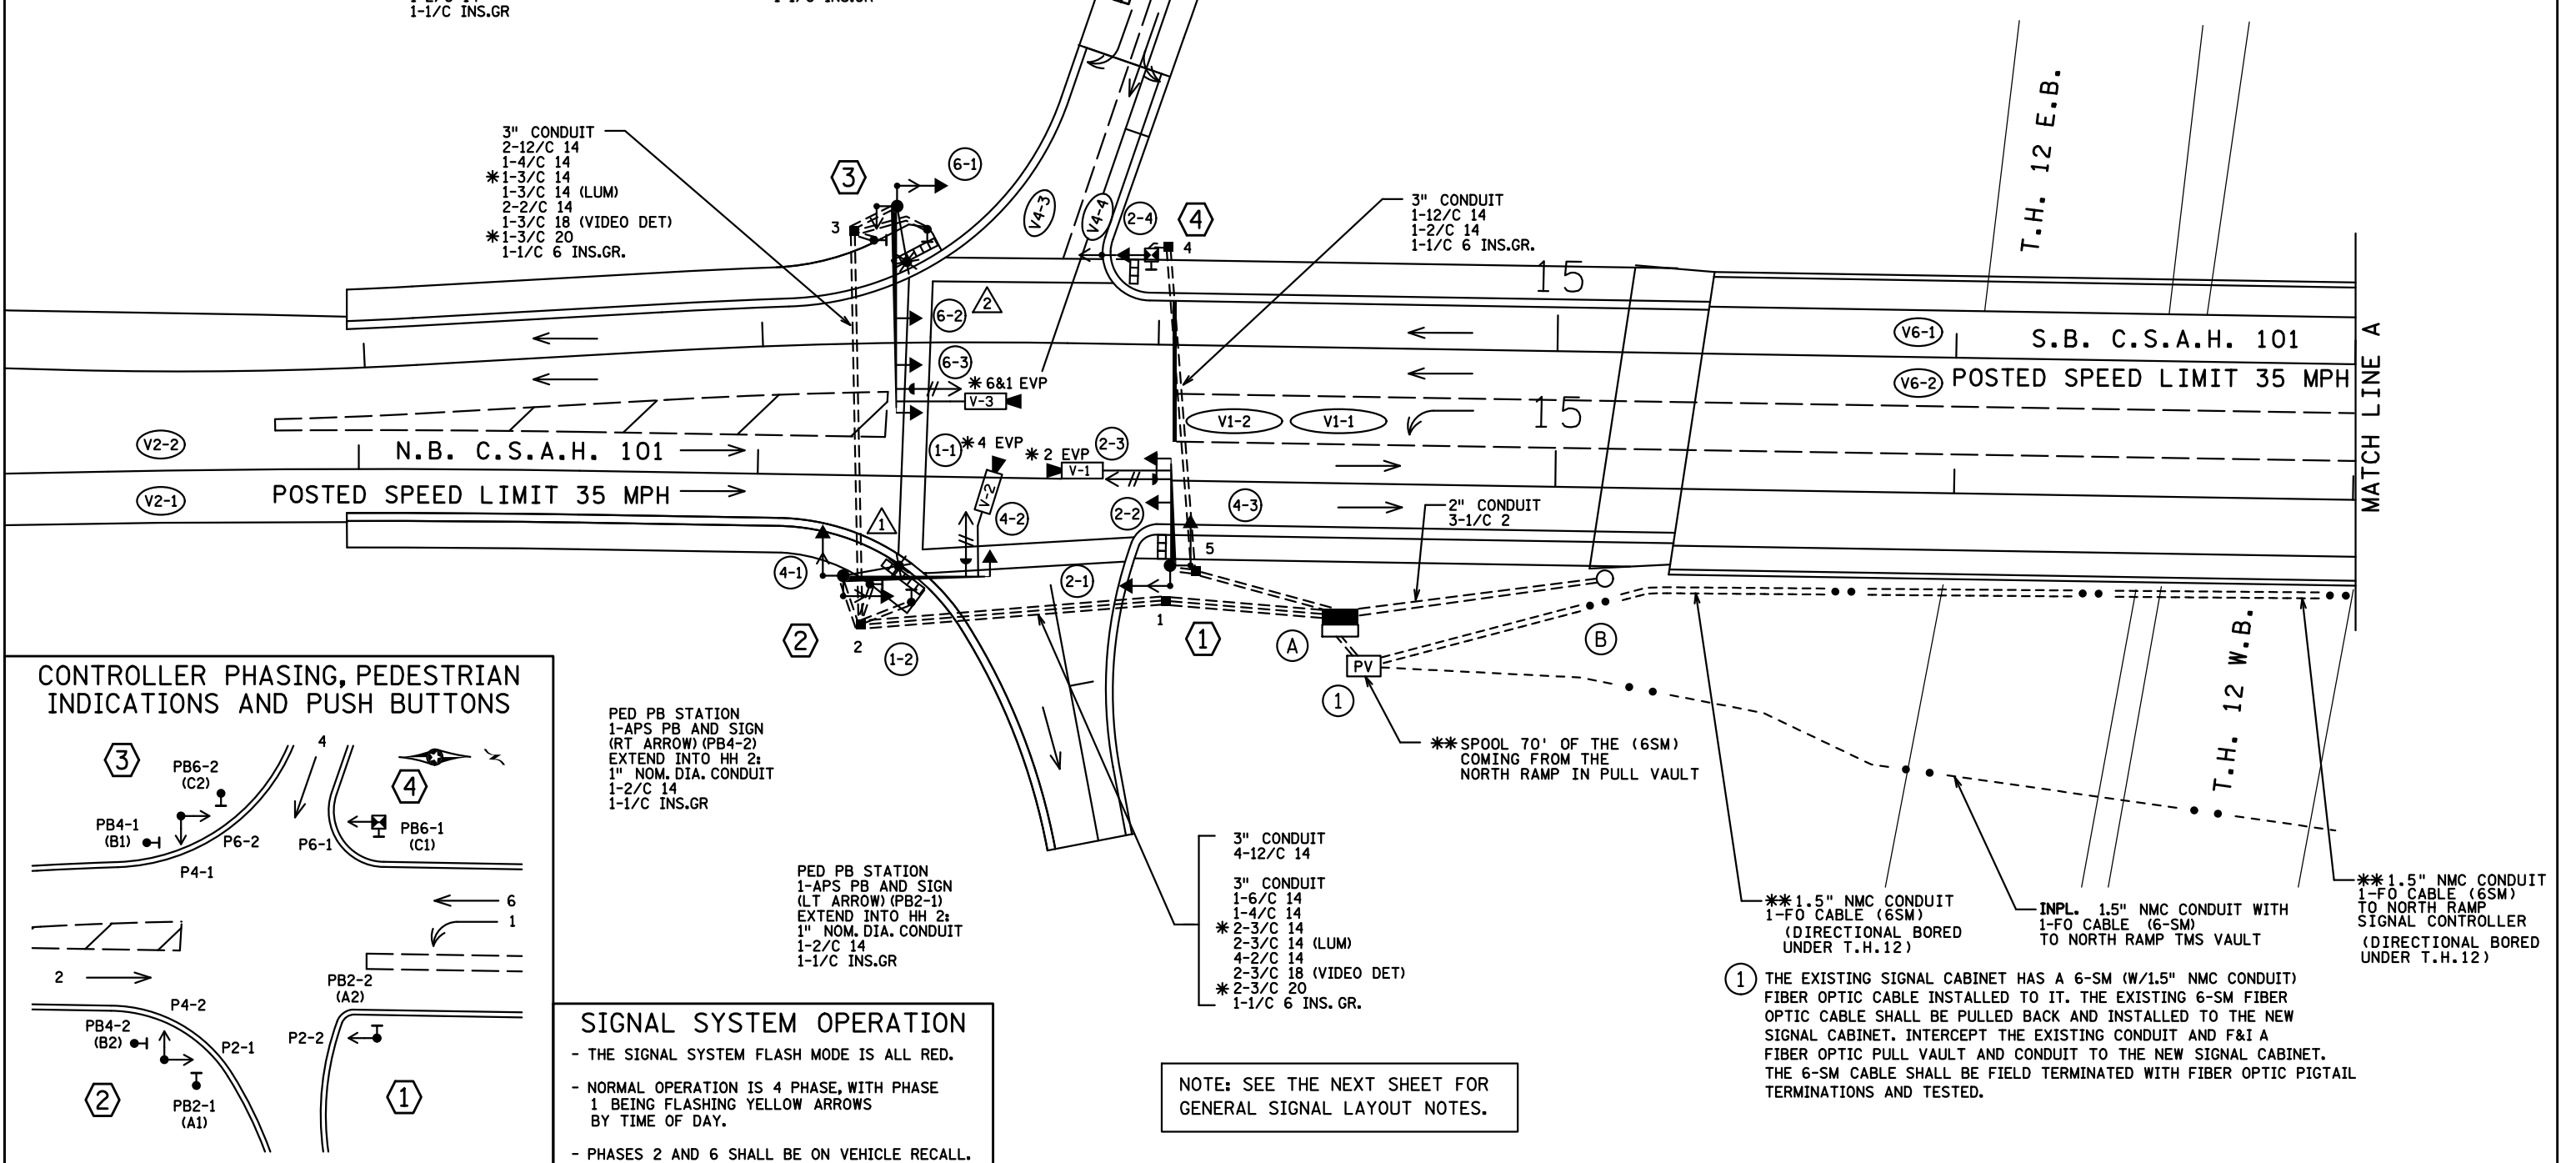 1-1/C INS.GR
3" CONDUIT
2-12/C 14
1-4/C 14
*1-3/C 14
1-3/C 14 (LUM)
2-2/C 14
1-3/C 18 (VIDEO DET)
*1-3/C 20
1-1/C 6 INS.GR.
3
6-1
3
V4-3
V4-4
2-4
4
4
3" CONDUIT
1-12/C 14
1-2/C 14
1-1/C 6 INS.GR.
T.H. 12 E.B.
15
6-2
2
6-3
* 6&1 EVP
V-3
V6-1
S.B. C.S.A.H. 101
V6-2
POSTED SPEED LIMIT 35 MPH
MATCH LINE A
V1-2
V1-1
15
V2-2
N.B. C.S.A.H. 101
1-1
* 4 EVP
* 2 EVP
2-3
V-1
V-2
V2-1
POSTED SPEED LIMIT 35 MPH
1
4-2
2-2
4-3
2" CONDUIT
3-1/C 2
5
4-1
2-1
2
2
1-2
1
1
A
PV
1
B
T.H. 12 W.B.
** SPOOL 70' OF THE (6SM)
COMING FROM THE
NORTH RAMP IN PULL VAULT
CONTROLLER PHASING, PEDESTRIAN
INDICATIONS AND PUSH BUTTONS
3
PB6-2
(C2)
4
4
PB4-1
(B1)
P6-2
P6-1
PB6-1
(C1)
P4-1
6
1
2
PB2-2
(A2)
P4-2
PB4-2
(B2)
P2-1
P2-2
2
PB2-1
(A1)
1
PED PB STATION
1-APS PB AND SIGN
(RT ARROW) (PB4-2)
EXTEND INTO HH 2:
1" NOM. DIA. CONDUIT
1-2/C 14
1-1/C INS.GR
PED PB STATION
1-APS PB AND SIGN
(LT ARROW) (PB2-1)
EXTEND INTO HH 2:
1" NOM. DIA. CONDUIT
1-2/C 14
1-1/C INS.GR
3" CONDUIT
4-12/C 14
3" CONDUIT
1-6/C 14
1-4/C 14
* 2-3/C 14
2-3/C 14 (LUM)
4-2/C 14
2-3/C 18 (VIDEO DET)
* 2-3/C 20
1-1/C 6 INS. GR.
** 1.5" NMC CONDUIT
1-FO CABLE (6SM)
(DIRECTIONAL BORED
UNDER T.H.12)
INPL. 1.5" NMC CONDUIT WITH
1-FO CABLE (6-SM)
TO NORTH RAMP TMS VAULT
** 1.5" NMC CONDUIT
1-FO CABLE (6SM)
TO NORTH RAMP
SIGNAL CONTROLLER
(DIRECTIONAL BORED
UNDER T.H.12)
1 THE EXISTING SIGNAL CABINET HAS A 6-SM (W/1.5" NMC CONDUIT)
FIBER OPTIC CABLE INSTALLED TO IT. THE EXISTING 6-SM FIBER
OPTIC CABLE SHALL BE PULLED BACK AND INSTALLED TO THE NEW
SIGNAL CABINET. INTERCEPT THE EXISTING CONDUIT AND F&I A
FIBER OPTIC PULL VAULT AND CONDUIT TO THE NEW SIGNAL CABINET.
THE 6-SM CABLE SHALL BE FIELD TERMINATED WITH FIBER OPTIC PIGTAIL
TERMINATIONS AND TESTED.
SIGNAL SYSTEM OPERATION
- THE SIGNAL SYSTEM FLASH MODE IS ALL RED.
- NORMAL OPERATION IS 4 PHASE, WITH PHASE
1 BEING FLASHING YELLOW ARROWS
BY TIME OF DAY.
- PHASES 2 AND 6 SHALL BE ON VEHICLE RECALL.
NOTE: SEE THE NEXT SHEET FOR
GENERAL SIGNAL LAYOUT NOTES.